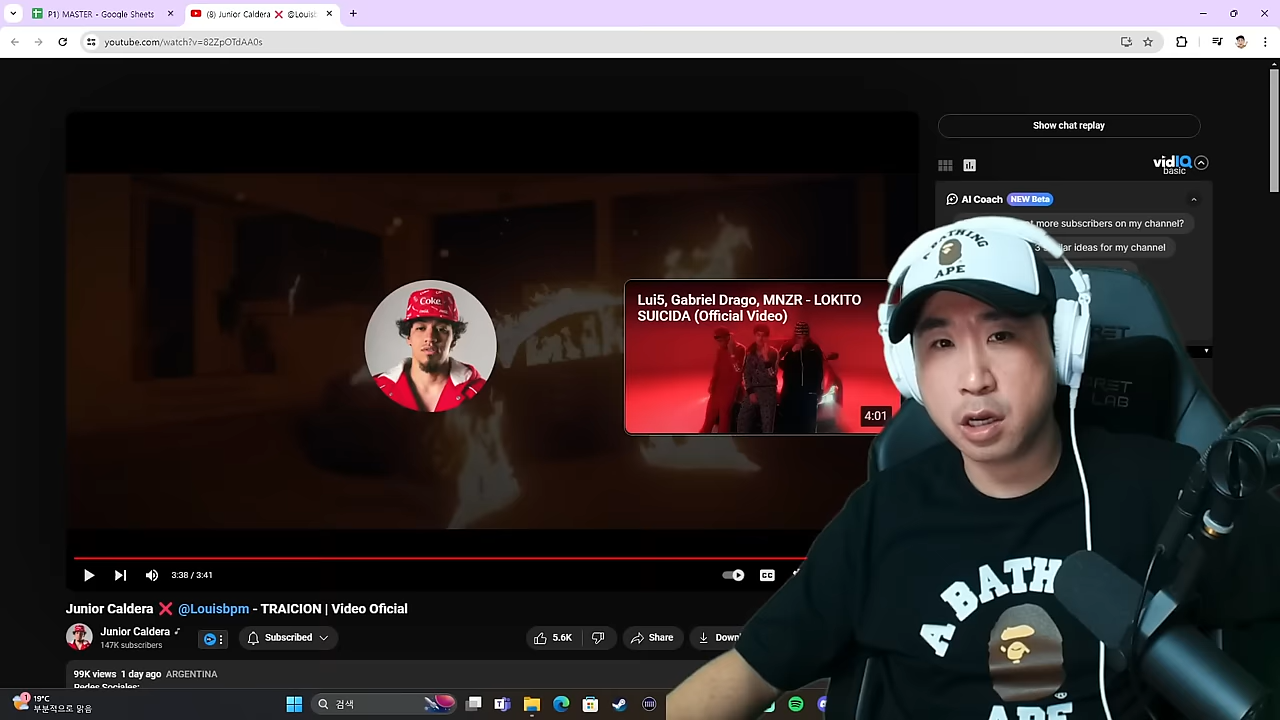 P1) MASTER - Google Sheets
(8) Junior Caldera ❌ @Louisb
youtube.com/watch?v=82ZpOTdAA0s
Show chat replay
vidIQ
basic
AI Coach NEW Beta
more subscribers on my channel?
ideas for my channel
Coke
Lui5, Gabriel Drago, MNZR - LOKITO
SUICIDA (Official Video)
4:01
A BATHING
APE
3:38 / 3:41
CC
Junior Caldera ❌ @Louisbpm - TRAICION | Video Oficial
Junior Caldera
147K subscribers
Subscribed
5.6K
Share
99K views 1 day ago ARGENTINA
Redes Sociales:
A BATH
APE
19°C
부분적으로 맑음
검색